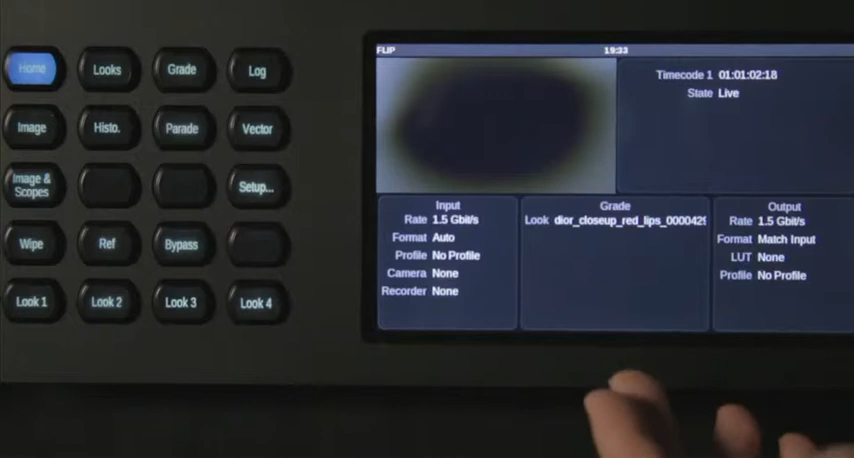 Home Looks Grade Log
Image Histo. Parade Vector
Image &
Scopes
Setup...
Wipe Ref Bypass
Look 1 Look 2 Look 3 Look 4
FLIP 19:33
Timecode 1 01:01:02:18
State Live
Input
Rate 1.5 Gbit/s
Format Auto
Profile No Profile
Camera None
Recorder None
Grade
Look dior_closeup_red_lips_0000429
Output
Rate 1.5 Gbit/s
Format Match Input
LUT None
Profile No Profile